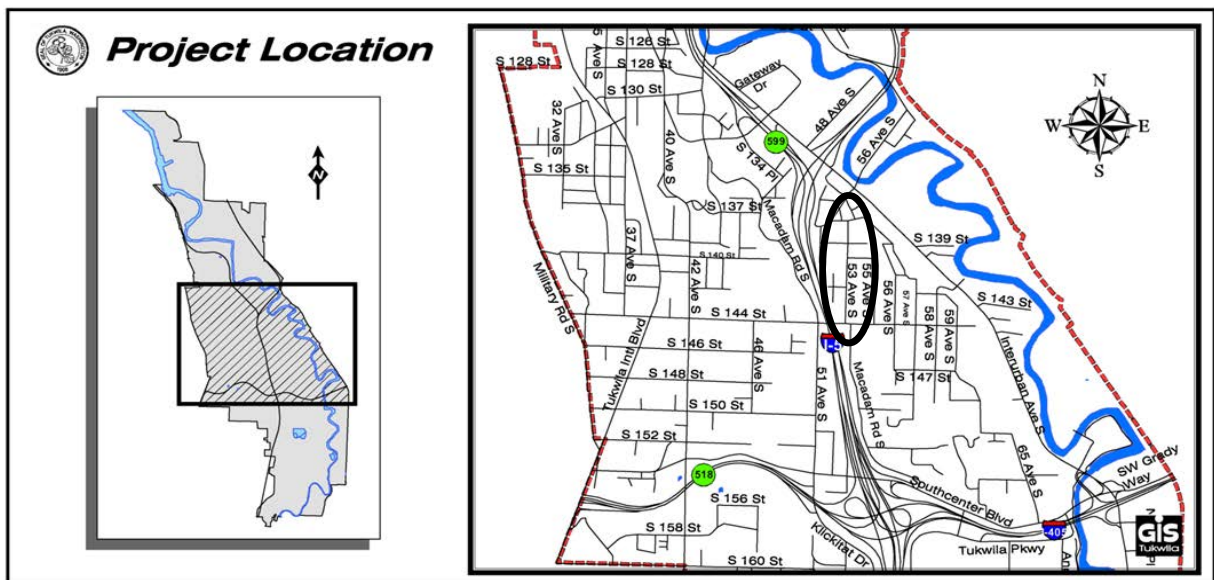 SEAL OF TUKWILA, WASHINGTON
1908
Project Location
N
S 126 St
S 128 St
S 128 St
S 130 St
Gateway
Dr
32 Ave S
40 Ave S
48 Ave S
56 Ave S
599
S 134 Pl
S 135 St
S 137 St
Macadam Rd S
37 Ave S
S 140 St
42 Ave S
S 139 St
53 Ave S
55 Ave S
56 Ave S
57 Ave S
58 Ave S
59 Ave S
S 143 St
Military Rd S
Tukwila Intl Blvd
S 144 St
S 146 St
46 Ave S
S 148 St
S 147 St
Interurban Ave S
51 Ave S
Macadam Rd S
S 150 St
S 152 St
65 Ave S
SW Grady
Way
518
S 156 St
Southcenter Blvd
S 158 St
Klickitat Dr
I-405
Tukwila Pkwy
S 160 St
N
W
E
S
GIS
Tukwila